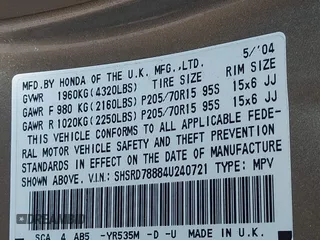 MFD.BY HONDA OF THE U.K. MFG.,LTD. 5/'04
GVWR 1960KG(4320LBS) TIRE SIZE RIM SIZE
GAWR F 980 KG (2160LBS) P205/70R15 95S 15x6 JJ
GAWR R 1020KG (2250LBS) P205/70R15 95S 15x6 JJ
THIS VEHICLE CONFORMS TO ALL APPLICABLE FEDE-
RAL MOTOR VEHICLE SAFETY AND THEFT PREVENTION
STANDARDS IN EFFECT ON THE DATE OF MANUFACTURE
SHOWN ABOVE. V.I.N: SHSRD78884U240721 TYPE: MPV
SCA 4 AB5 -YR535M -D -U MADE IN U.K.
DREAMBID